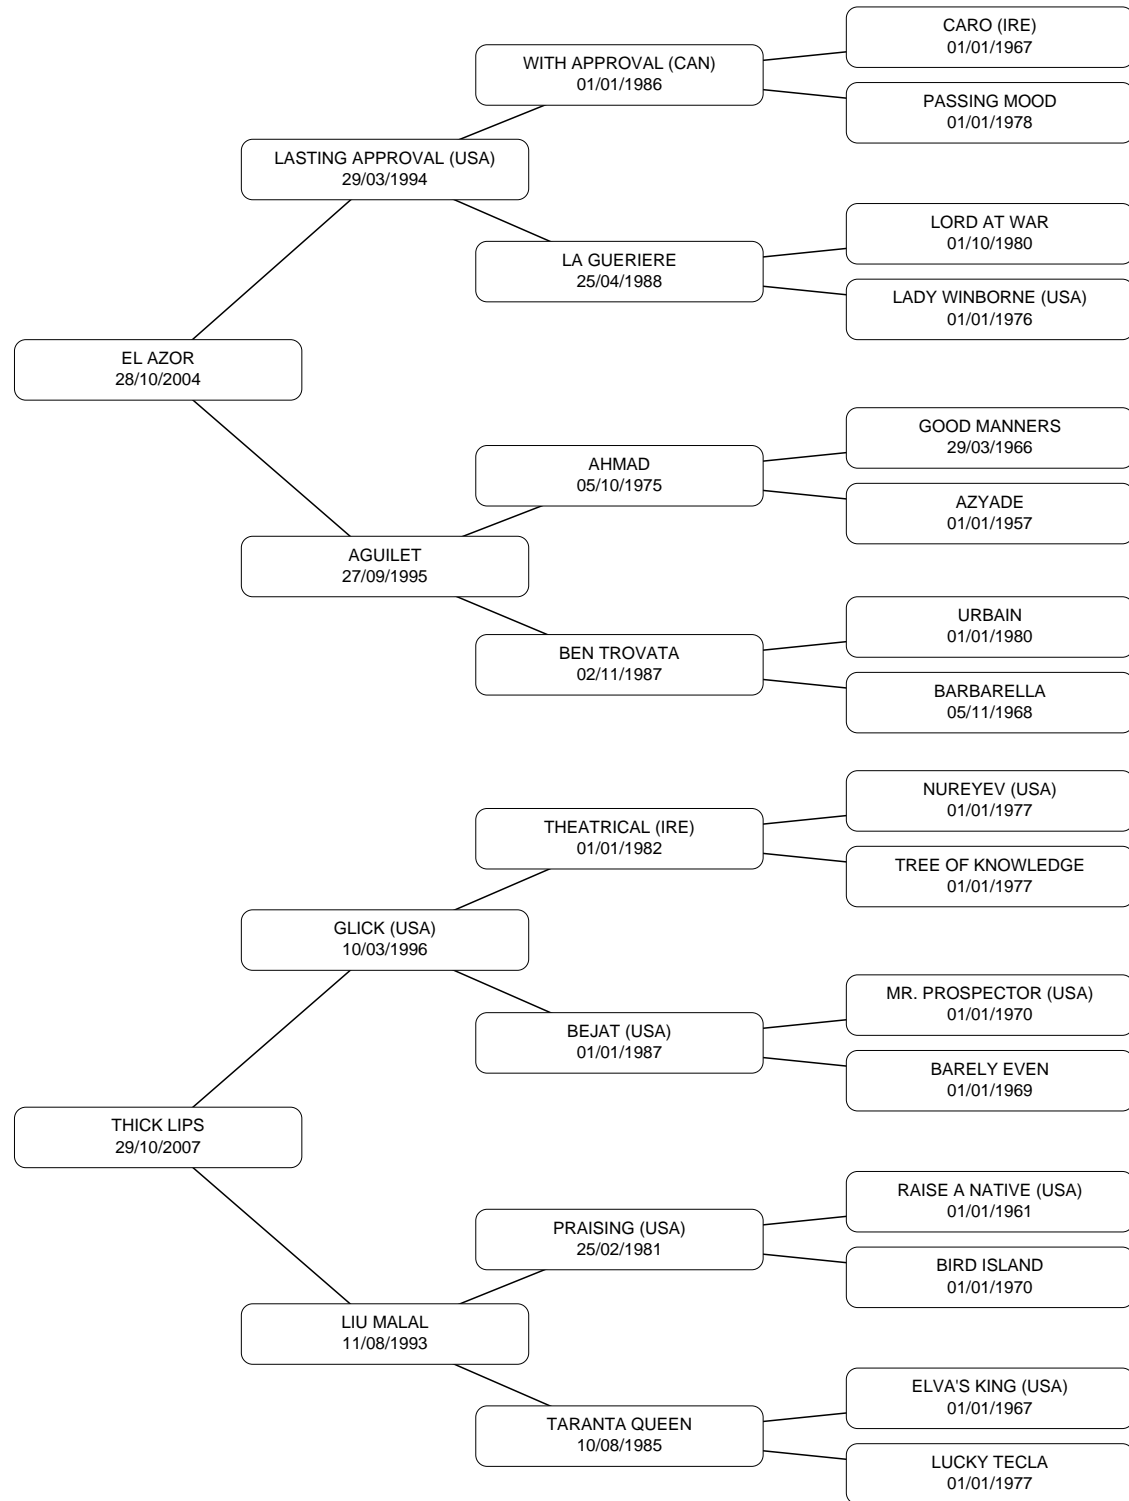 CARO (IRE)
01/01/1967
WITH APPROVAL (CAN)
01/01/1986
PASSING MOOD
01/01/1978
LASTING APPROVAL (USA)
29/03/1994
LORD AT WAR
01/10/1980
LA GUERIERE
25/04/1988
LADY WINBORNE (USA)
01/01/1976
EL AZOR
28/10/2004
GOOD MANNERS
29/03/1966
AHMAD
05/10/1975
AZYADE
01/01/1957
AGUILET
27/09/1995
URBAIN
01/01/1980
BEN TROVATA
02/11/1987
BARBARELLA
05/11/1968
NUREYEV (USA)
01/01/1977
THEATRICAL (IRE)
01/01/1982
TREE OF KNOWLEDGE
01/01/1977
GLICK (USA)
10/03/1996
MR. PROSPECTOR (USA)
01/01/1970
BEJAT (USA)
01/01/1987
BARELY EVEN
01/01/1969
THICK LIPS
29/10/2007
RAISE A NATIVE (USA)
01/01/1961
PRAISING (USA)
25/02/1981
BIRD ISLAND
01/01/1970
LIU MALAL
11/08/1993
ELVA'S KING (USA)
01/01/1967
TARANTA QUEEN
10/08/1985
LUCKY TECLA
01/01/1977